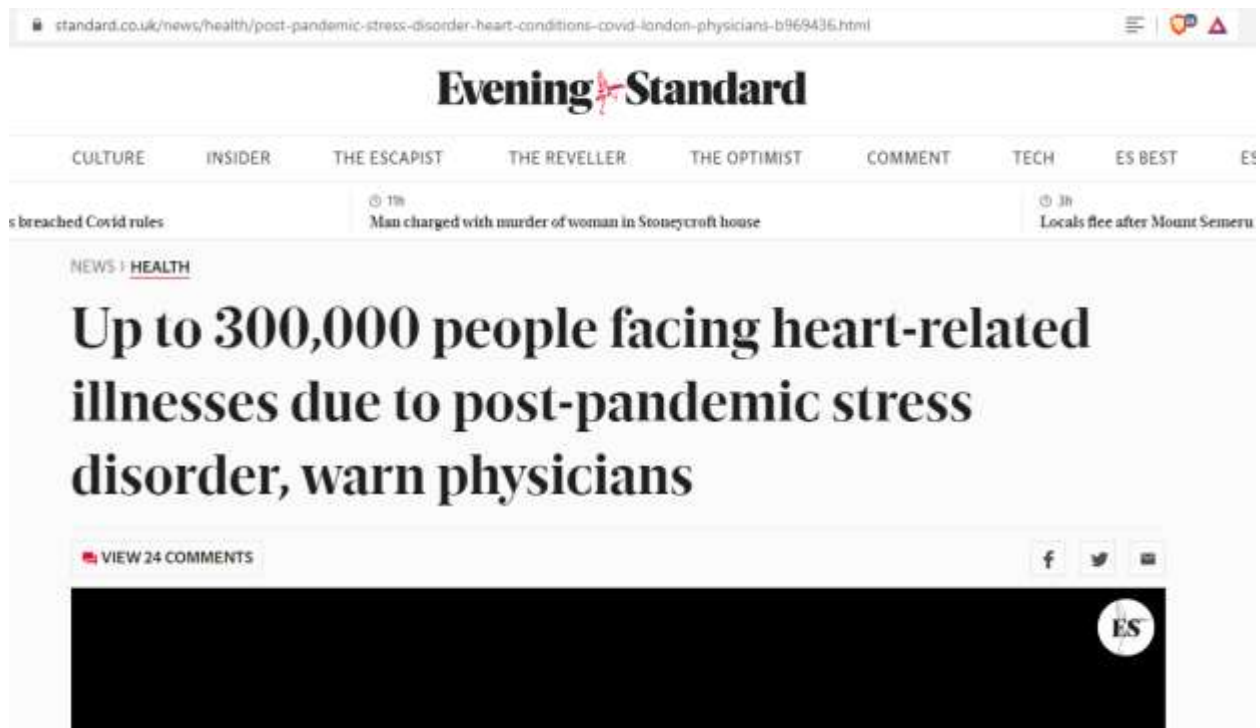 standard.co.uk/news/health/post-pandemic-stress-disorder-heart-conditions-covid-london-physicians-b969436.html
Evening Standard
CULTURE INSIDER THE ESCAPIST THE REVELLER THE OPTIMIST COMMENT TECH ES BEST ES
11h 3h
s breached Covid rules Man charged with murder of woman in Stoneycroft house Locals flee after Mount Semeru
NEWS | HEALTH
Up to 300,000 people facing heart-related
illnesses due to post-pandemic stress
disorder, warn physicians
VIEW 24 COMMENTS
ES